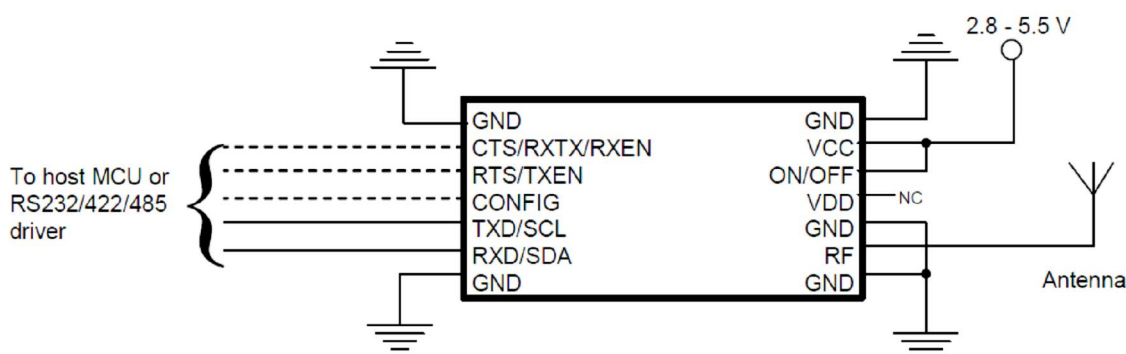 2.8 - 5.5 V
To host MCU or
RS232/422/485
driver
GND
CTS/RXTX/RXEN
RTS/TXEN
CONFIG
TXD/SCL
RXD/SDA
GND
GND
VCC
ON/OFF
VDD
NC
GND
RF
GND
Antenna